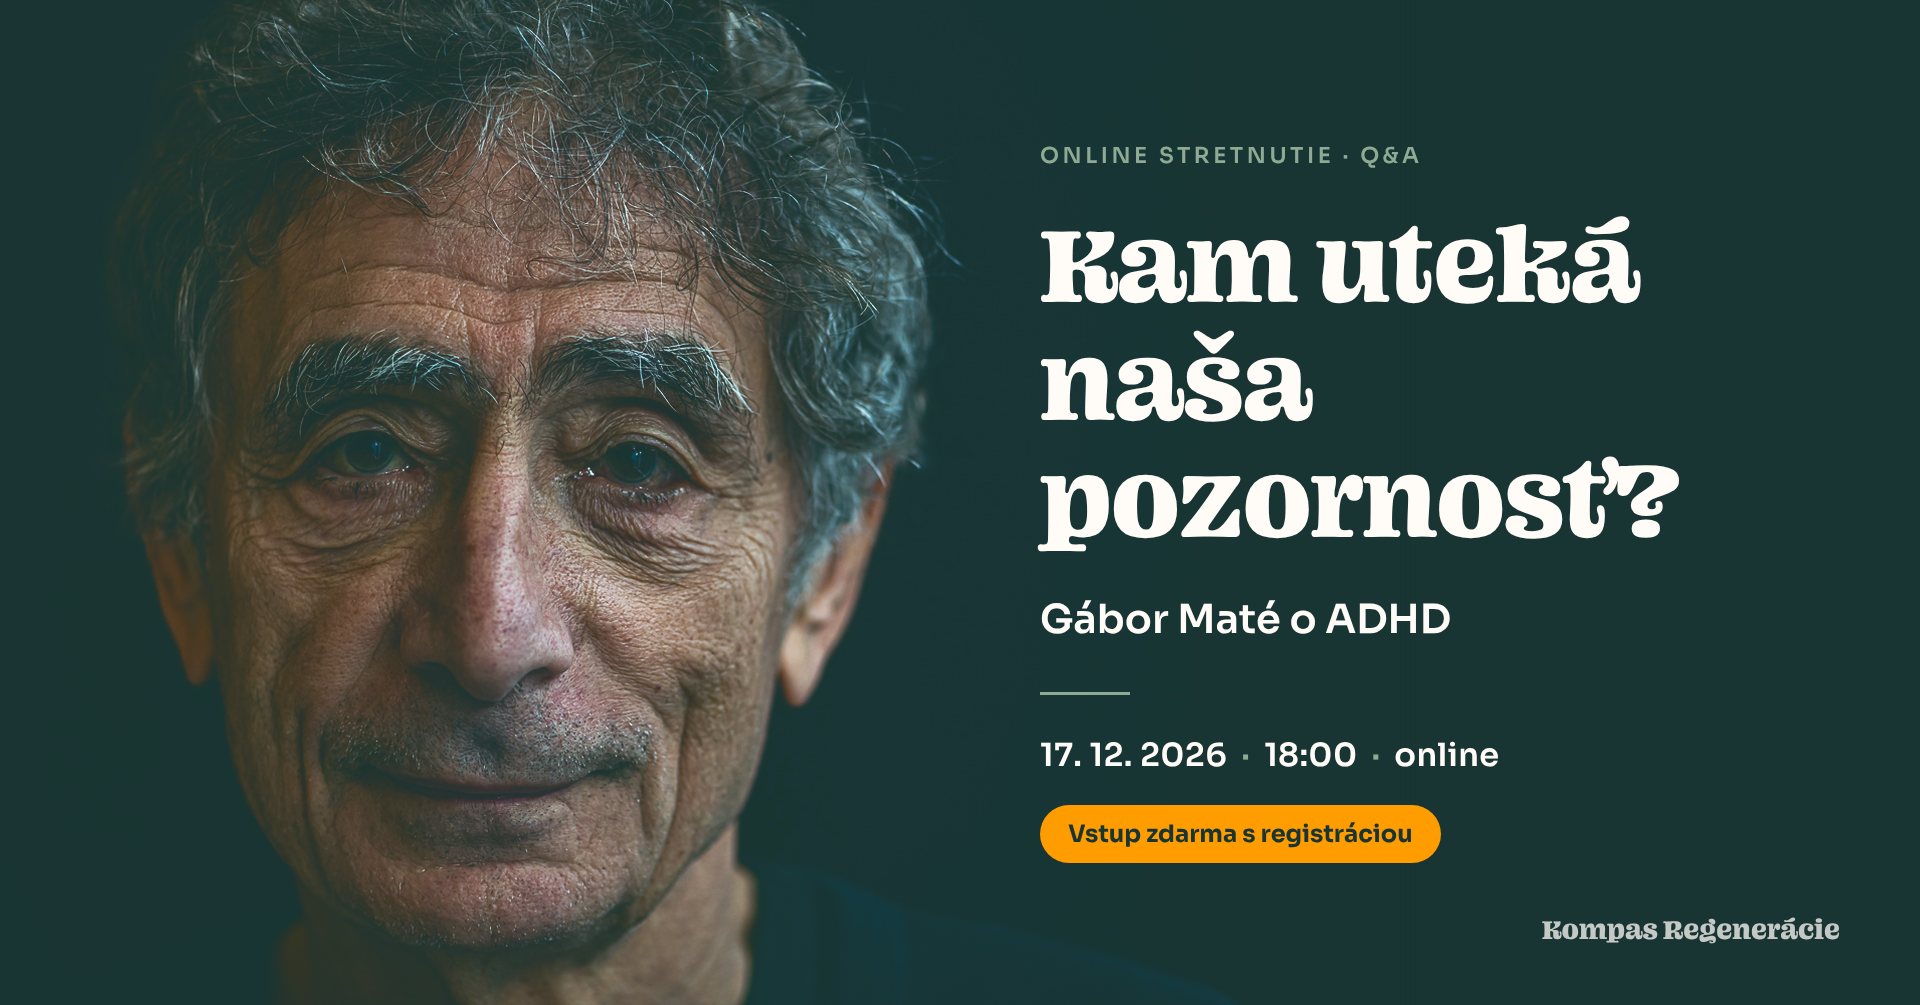 ONLINE STRETNUTIE · Q&A
Kam uteká
naša
pozornosť?
Gábor Maté o ADHD
17. 12. 2026 · 18:00 · online
Vstup zdarma s registráciou
Kompas Regenerácie